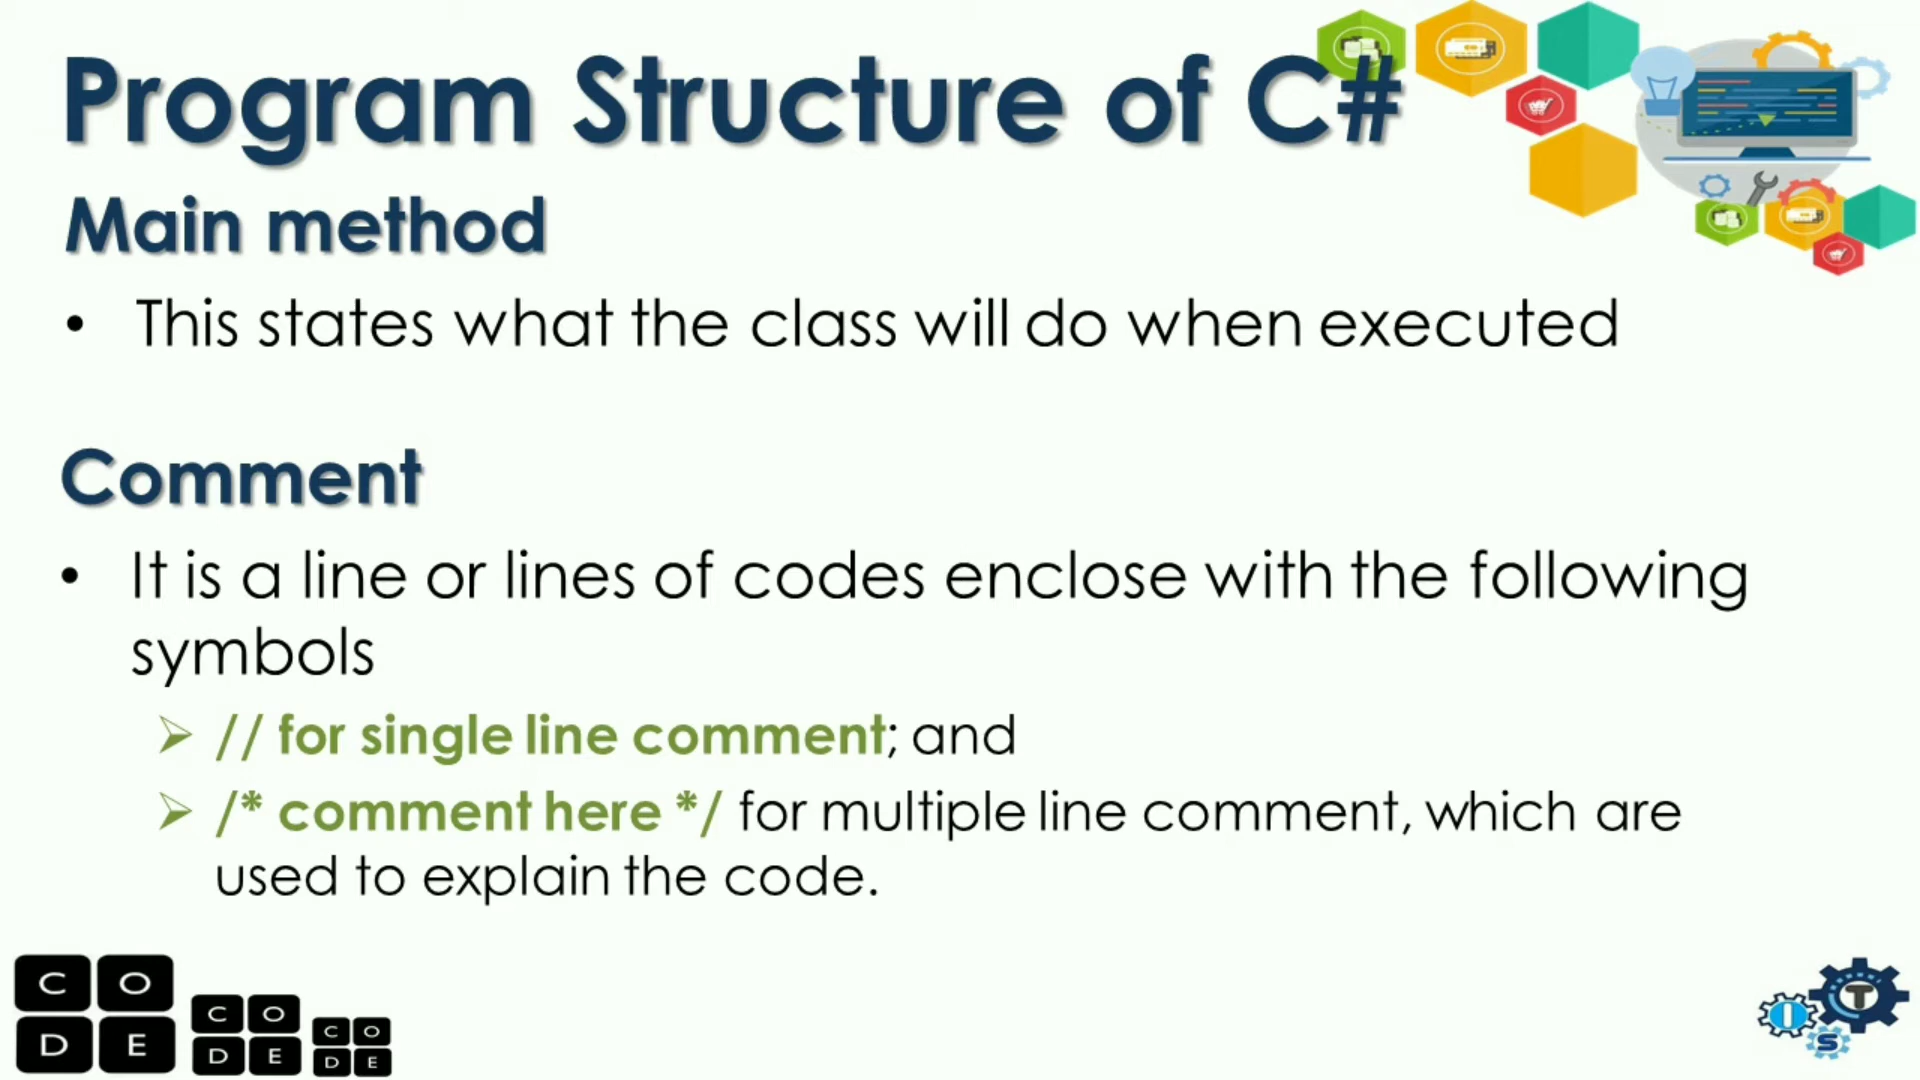 Program Structure of C#
Main method
• This states what the class will do when executed
Comment
• It is a line or lines of codes enclose with the following
symbols
➢ // for single line comment; and
➢ /* comment here */ for multiple line comment, which are
used to explain the code.
C O
D E
C O
D E
C O
D E
I T
S